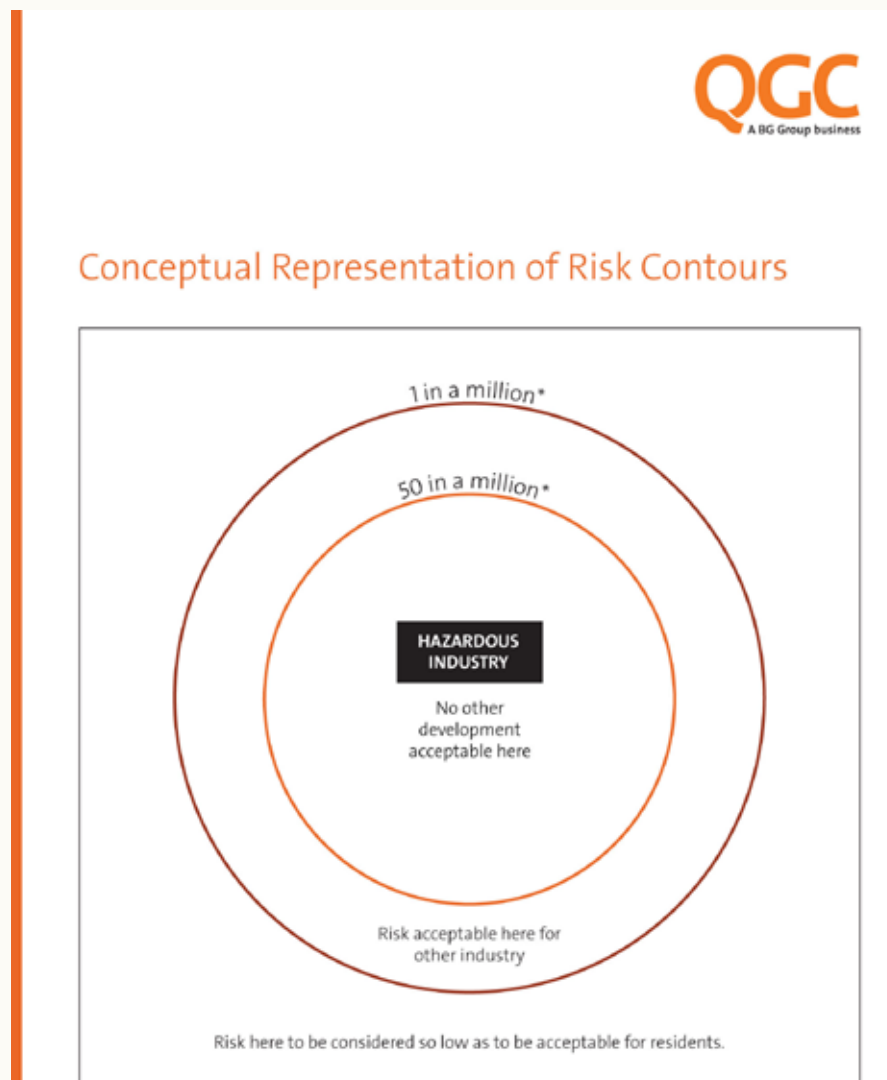 QGC
A BG Group business
Conceptual Representation of Risk Contours
1 in a million*
50 in a million*
HAZARDOUS
INDUSTRY
No other
development
acceptable here
Risk acceptable here for
other industry
Risk here to be considered so low as to be acceptable for residents.